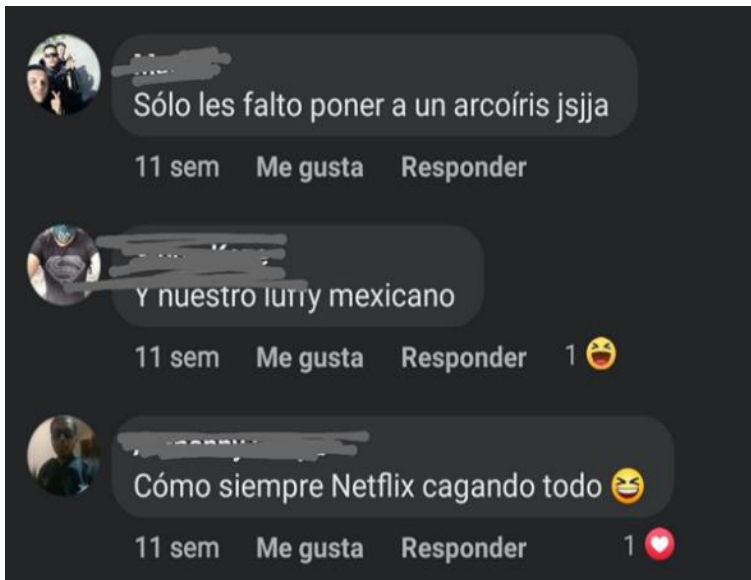 Sólo les falto poner a un arcoíris jsjja
11 sem Me gusta Responder
Y nuestro luffy mexicano
11 sem Me gusta Responder 1
Cómo siempre Netflix cagando todo 😆
11 sem Me gusta Responder 1